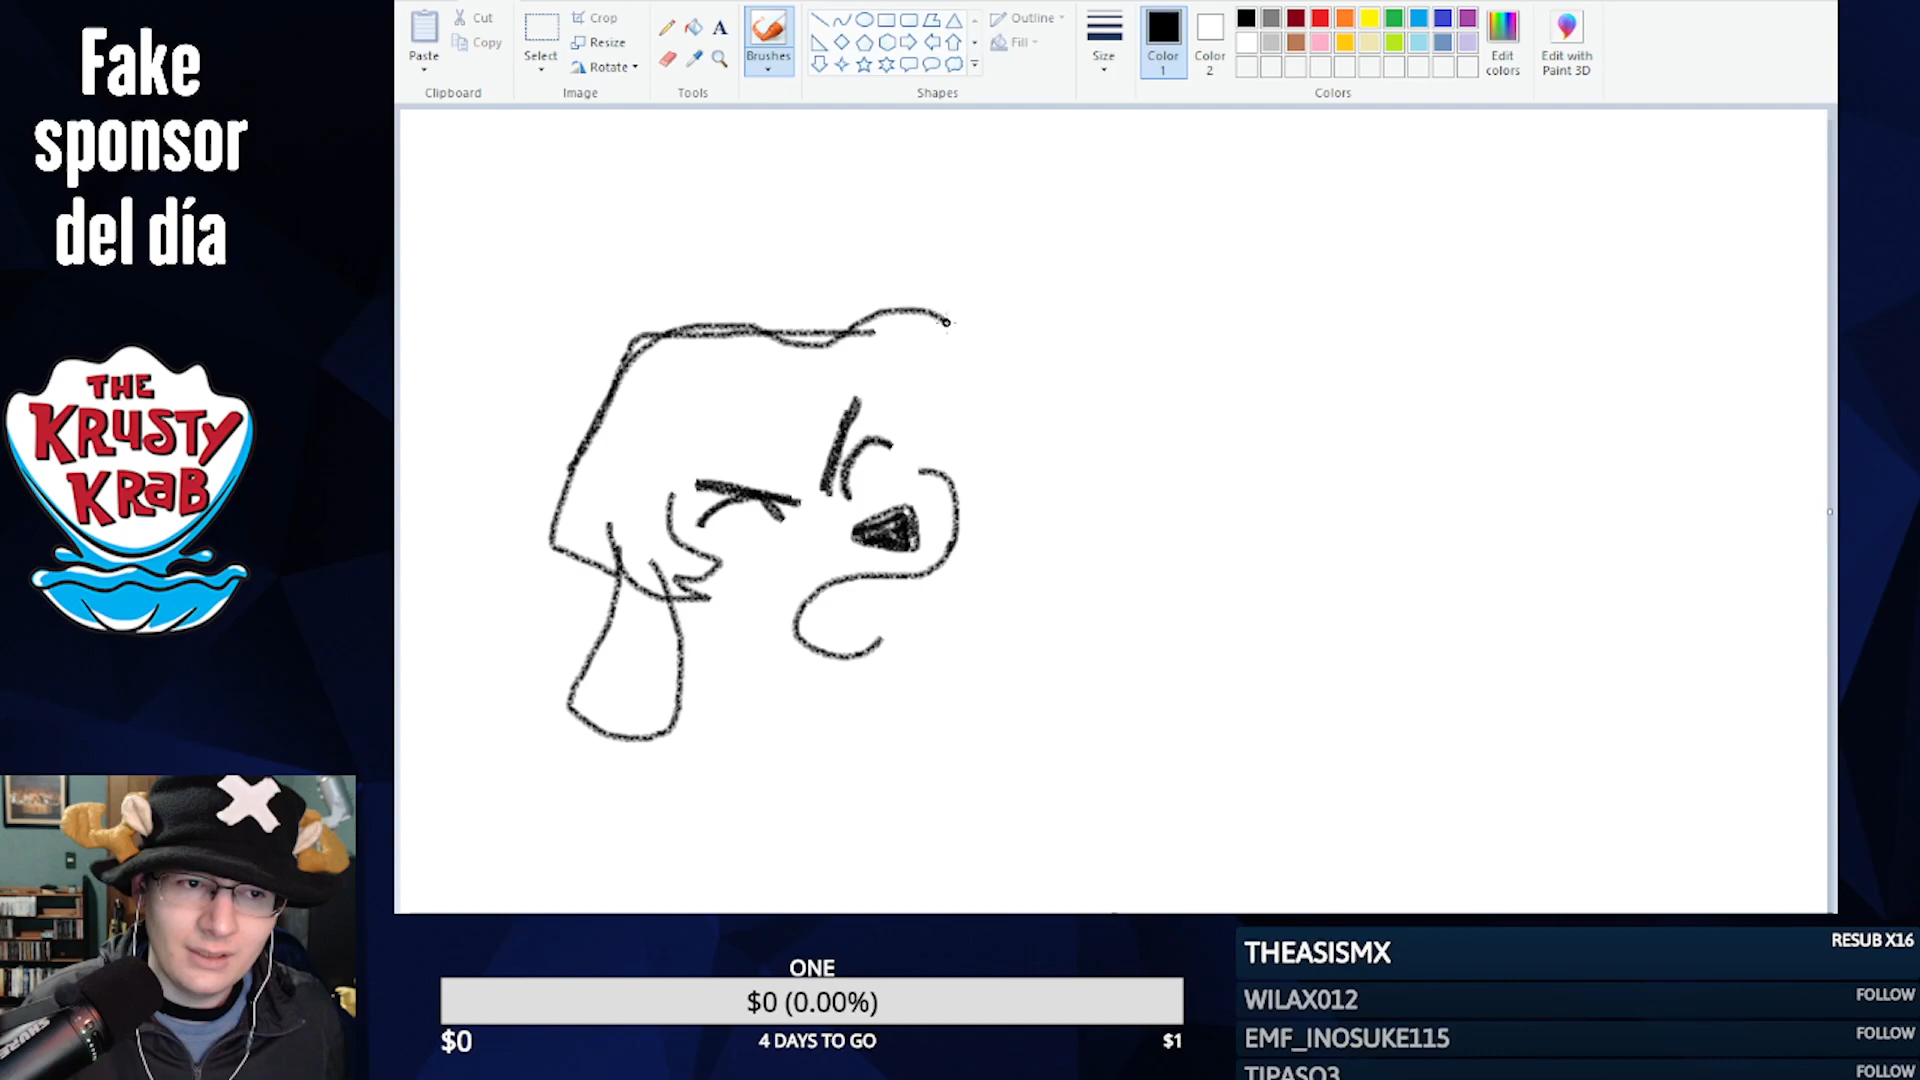 Fake
sponsor
del día
THE
KRUSTY
KRAB
Paste
Cut
Copy
Clipboard
Select
Crop
Resize
Rotate
Image
A
Tools
Brushes
Shapes
Outline
Fill
Size
Color
1
Color
2
Edit
colors
Edit with
Paint 3D
Colors
SHURE
ONE
$0 (0.00%)
$0
4 DAYS TO GO
$1
THEASISMX
RESUB X16
WILAX012
FOLLOW
EMF_INOSUKE115
FOLLOW
TIPASO3
FOLLOW